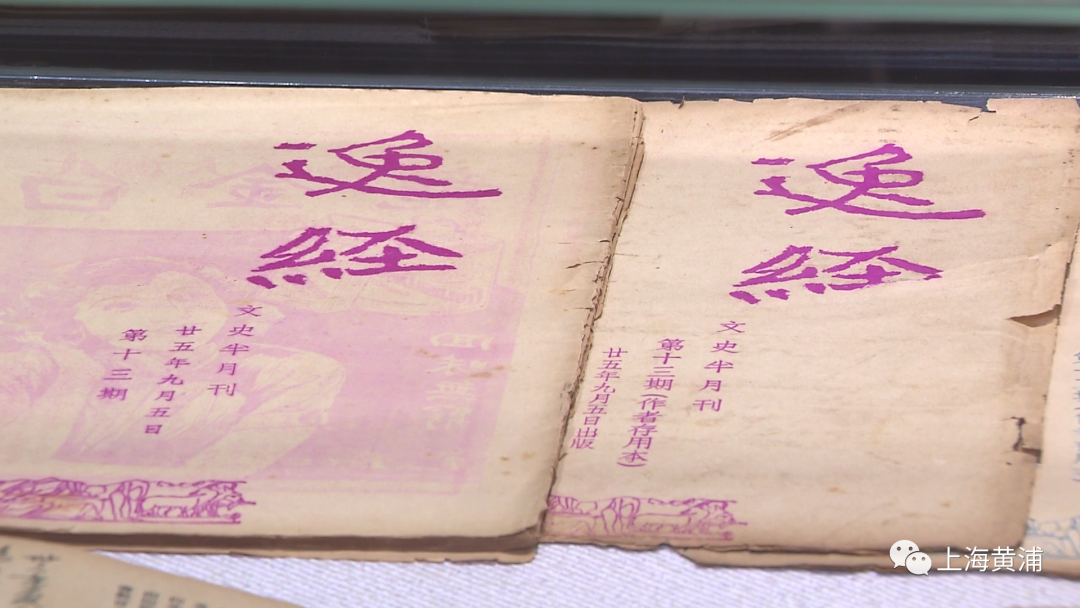 逸
经
文史半月刊
廿五年九月五日
第十三期
逸
经
文史半月刊
第十三期(作者存用本)
廿五年九月五日出版
上海黄浦